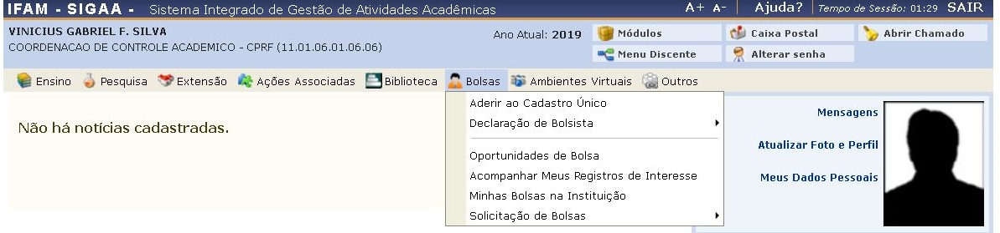 IFAM - SIGAA - Sistema Integrado de Gestão de Atividades Acadêmicas A+ A- Ajuda? Tempo de Sessão: 01:29 SAIR
VINICIUS GABRIEL F. SILVA
COORDENACAO DE CONTROLE ACADEMICO - CPRF (11.01.06.01.06.06)
Ano Atual: 2019
Módulos Caixa Postal Abrir Chamado
Menu Discente Alterar senha
Ensino Pesquisa Extensão Ações Associadas Biblioteca Bolsas Ambientes Virtuais Outros
Não há notícias cadastradas.
Aderir ao Cadastro Único
Declaração de Bolsista
Oportunidades de Bolsa
Acompanhar Meus Registros de Interesse
Minhas Bolsas na Instituição
Solicitação de Bolsas
Mensagens
Atualizar Foto e Perfil
Meus Dados Pessoais